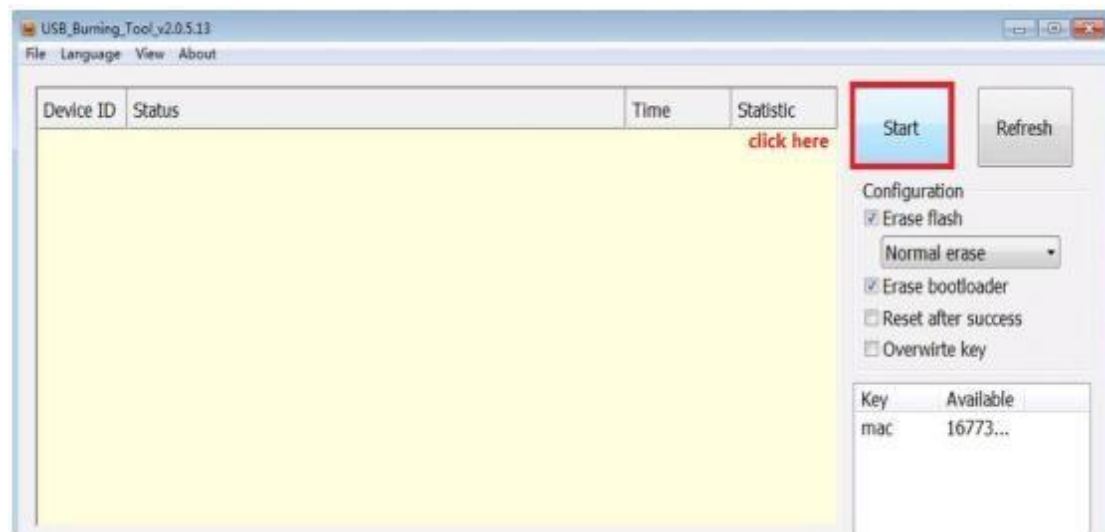 USB_Burning_Tool_v2.0.5.13
File Language View About
Device ID Status Time Statistic
click here
Start
Refresh
Configuration
Erase flash
Normal erase
Erase bootloader
Reset after success
Overwirte key
Key Available
mac 16773...